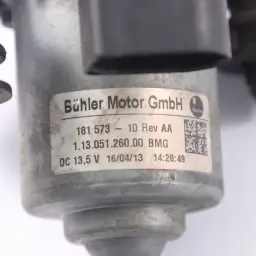 Bühler Motor GmbH
181 573 - 10 Rev AA
1.13.051.260.00 BMG
DC 13,5 V 16/04/13 14:28:49